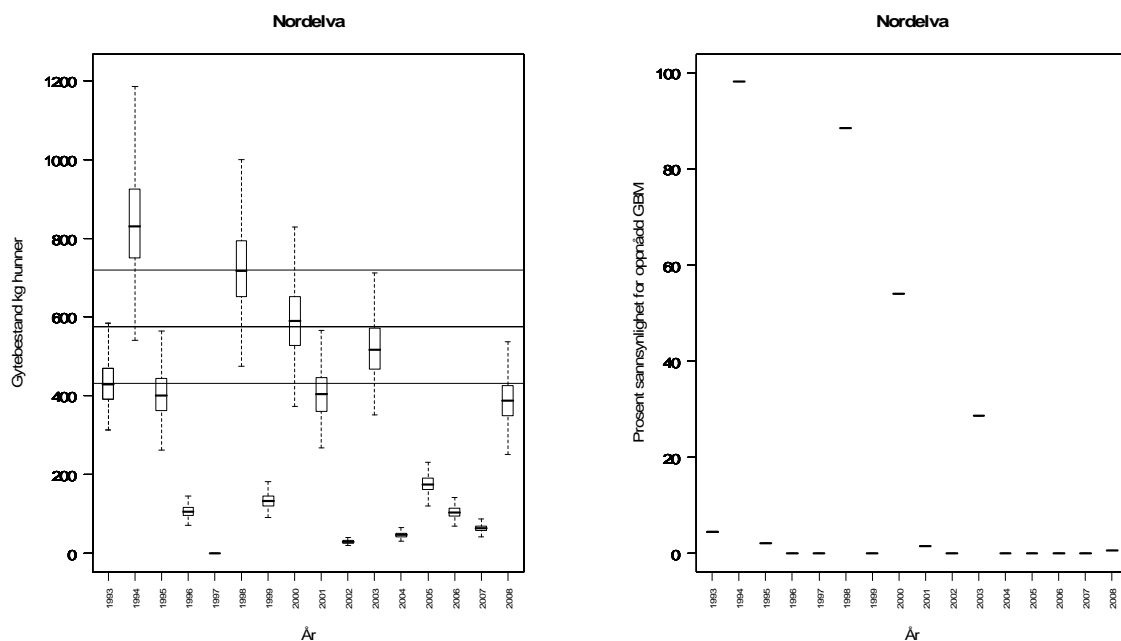 Nordelva
Gytebestand kg hunner
1200
1000
800
600
400
200
0
1993 1994 1995 1996 1997 1998 1999 2000 2001 2002 2003 2004 2005 2006 2007 2008
År
Nordelva
Prosent sannsynlighet for oppnådd GBM
100
80
60
40
20
0
1993 1994 1995 1996 1997 1998 1999 2000 2001 2002 2003 2004 2005 2006 2007 2008
År